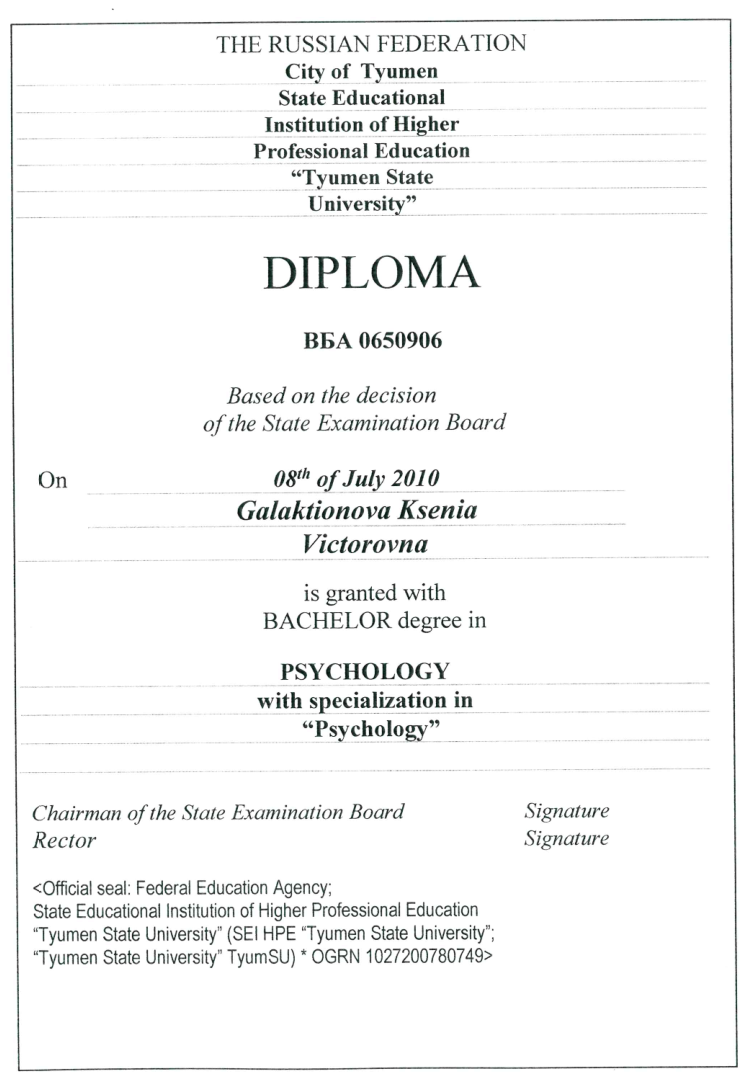 THE RUSSIAN FEDERATION
City of Tyumen
State Educational
Institution of Higher
Professional Education
“Tyumen State
University”
DIPLOMA
ВБА 0650906
Based on the decision
of the State Examination Board
On 08th of July 2010
Galaktionova Ksenia
Victorovna
is granted with
BACHELOR degree in
PSYCHOLOGY
with specialization in
“Psychology”
Chairman of the State Examination Board Signature
Rector Signature
<Official seal: Federal Education Agency;
State Educational Institution of Higher Professional Education
“Tyumen State University” (SEI HPE “Tyumen State University”;
“Tyumen State University” TyumSU) * OGRN 1027200780749>